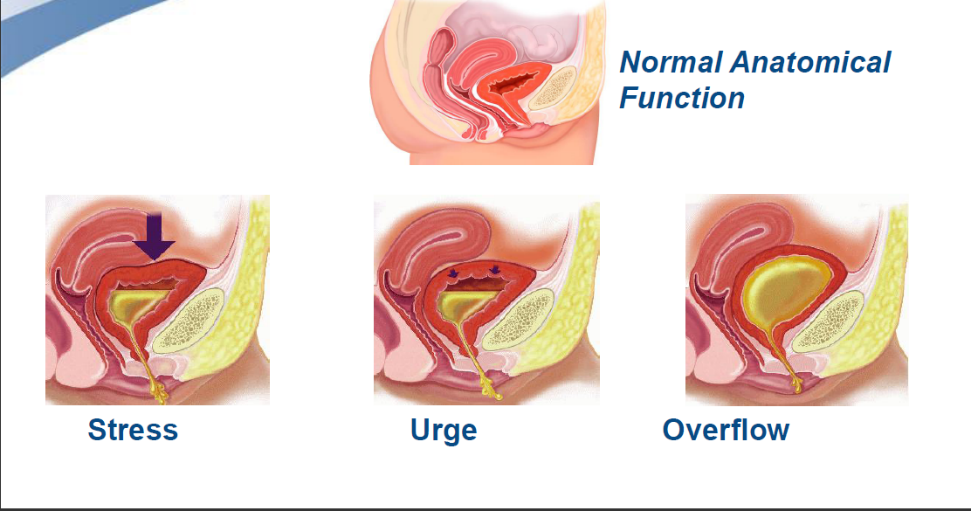 Normal Anatomical
Function
Stress
Urge
Overflow